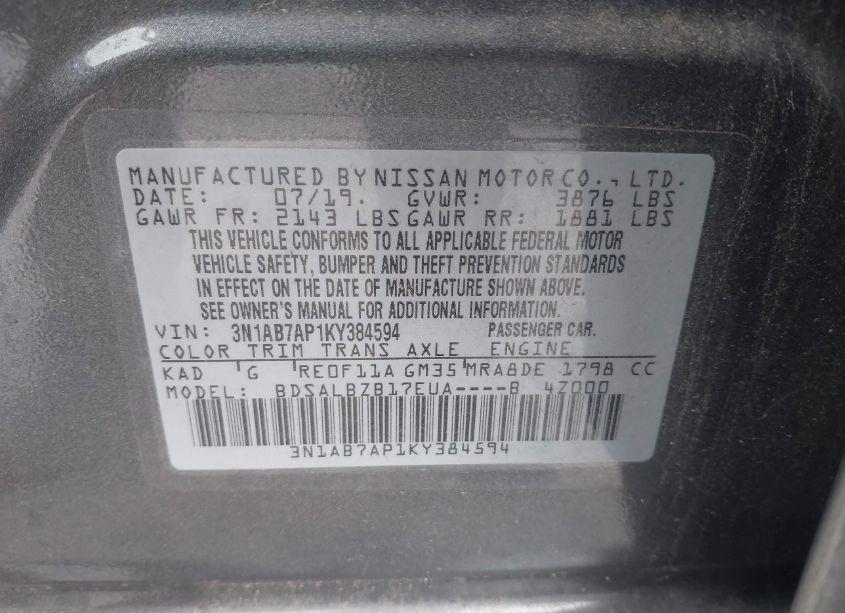 MANUFACTURED BY NISSAN MOTOR CO., LTD.
DATE: 07/19. GVWR: 3876 LBS
GAWR FR: 2143 LBS GAWR RR: 1881 LBS
THIS VEHICLE CONFORMS TO ALL APPLICABLE FEDERAL MOTOR
VEHICLE SAFETY, BUMPER AND THEFT PREVENTION STANDARDS
IN EFFECT ON THE DATE OF MANUFACTURE SHOWN ABOVE.
SEE OWNER'S MANUAL FOR ADDITIONAL INFORMATION.
VIN: 3N1AB7AP1KY384594 PASSENGER CAR.
COLOR TRIM TRANS AXLE ENGINE
KAD G RE0F11A GM35 MRA8DE 1798 CC
MODEL: BDSALBZB17EUA----B 4Z000
3N1AB7AP1KY384594